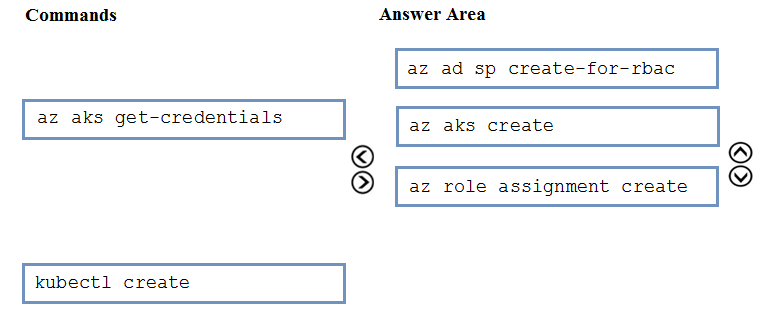 Commands
Answer Area
az ad sp create-for-rbac
az aks get-credentials
az aks create
az role assignment create
kubectl create